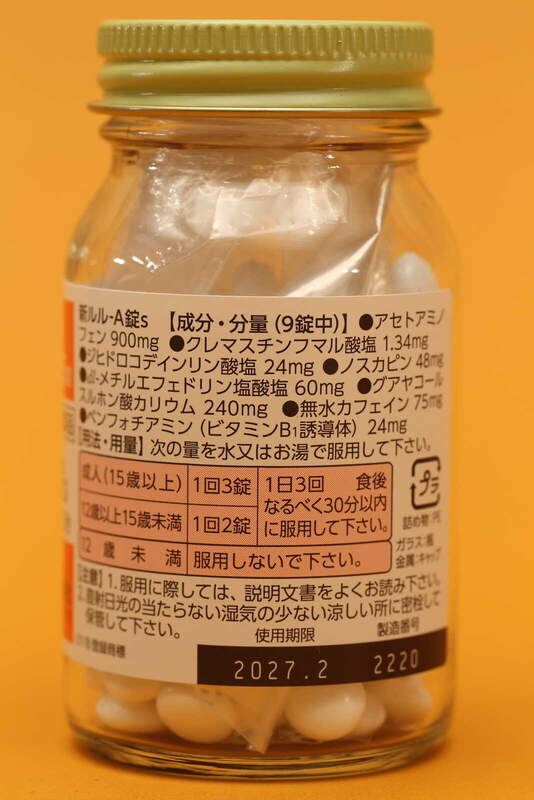 新ルル-A錠s 【成分・分量(9錠中)】●アセトアミノ
フェン 900mg ●クレマスチンフマル酸塩 1.34mg
●ジヒドロコデインリン酸塩 24mg ●ノスカピン 48mg
●dl-メチルエフェドリン塩酸塩 60mg ●グアヤコール
スルホン酸カリウム 240mg ●無水カフェイン 75mg
●ベンフォチアミン(ビタミンB₁誘導体) 24mg
【用法・用量】次の量を水又はお湯で服用して下さい。
成人(15歳以上) 1回3錠 1日3回 食後
なるべく30分以内
12歳以上15歳未満 1回2錠 に服用して下さい。
12歳未満 服用しないで下さい。
プラ
詰め物:PE
ガラス:瓶
金属:キャップ
【注意】1.服用に際しては、説明文書をよくお読み下さい。
2.直射日光の当たらない湿気の少ない涼しい所に密栓して
保管して下さい。
使用期限 製造番号
登録商標
2027.2 2220